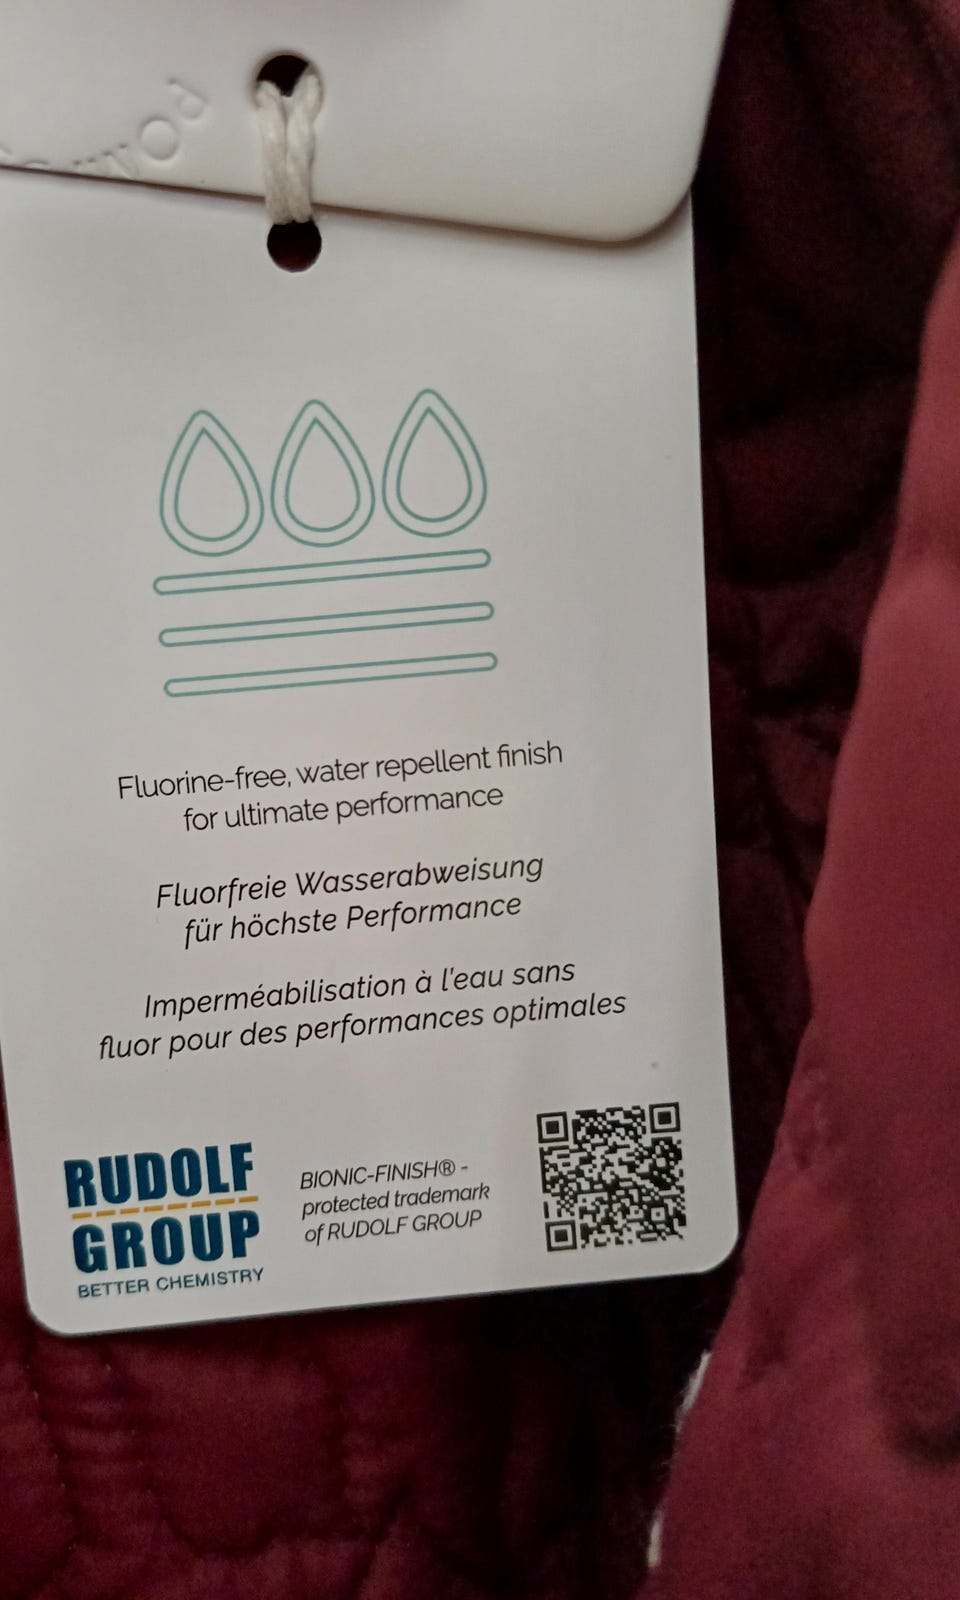 Fluorine-free, water repellent finish
for ultimate performance
Fluorfreie Wasserabweisung
für höchste Performance
Imperméabilisation à l'eau sans
fluor pour des performances optimales
RUDOLF
GROUP
BETTER CHEMISTRY
BIONIC-FINISH® -
protected trademark
of RUDOLF GROUP